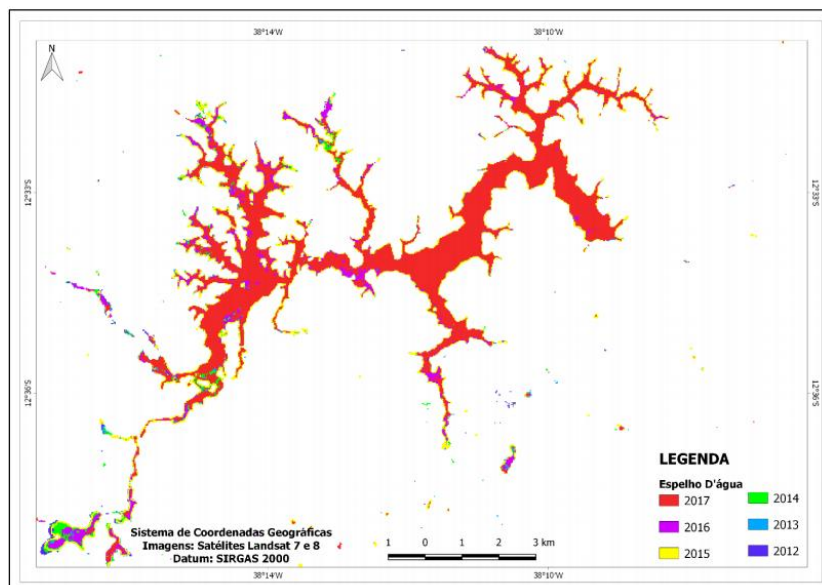 38°14'W 38°10'W
N
12°33'S 12°33'S
12°36'S 12°36'S
LEGENDA
Espelho D'água
2017 2014
2016 2013
2015 2012
Sistema de Coordenadas Geográficas
Imagens: Satélites Landsat 7 e 8
Datum: SIRGAS 2000
1 0 1 2 3 km
38°14'W 38°10'W